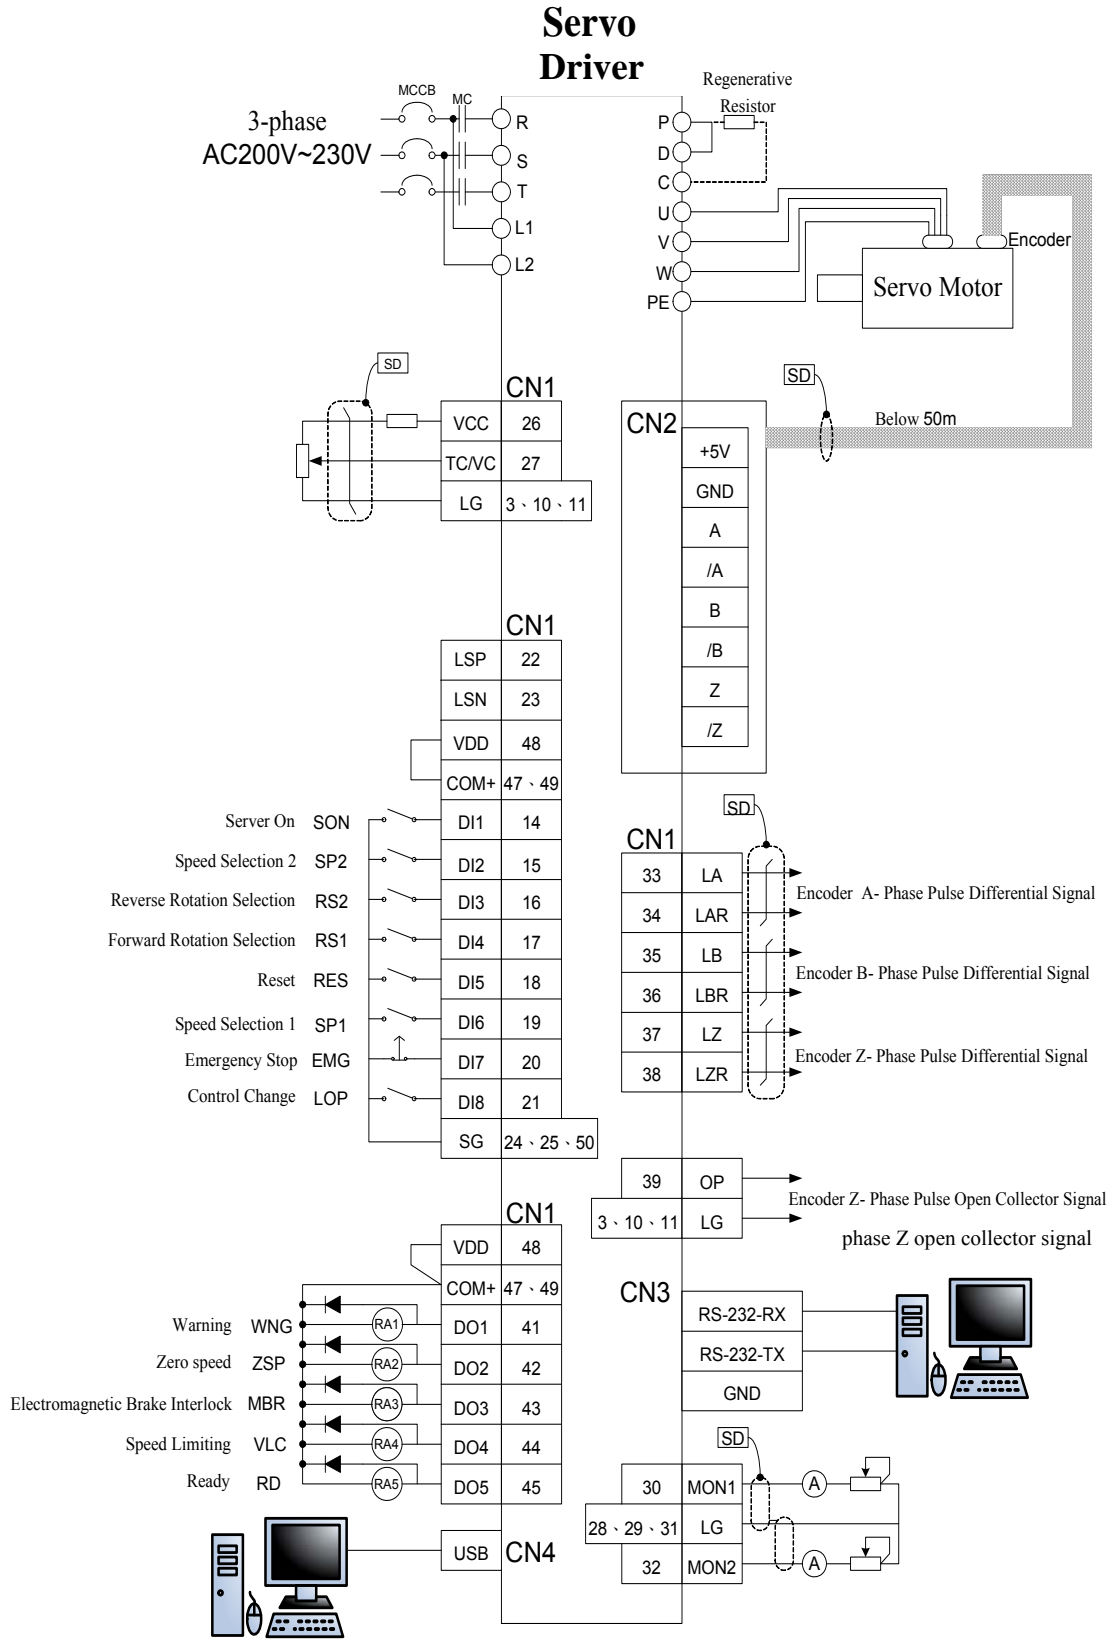 Servo
Driver
MCCB
MC
3-phase
AC200V~230V
R
S
T
L1
L2
Regenerative
Resistor
P
D
C
U
V
W
PE
Encoder
Servo Motor
SD
CN1
VCC 26
TC/VC 27
LG 3、10、11
SD
Below 50m
CN2
+5V
GND
A
/A
B
/B
Z
/Z
CN1
LSP 22
LSN 23
VDD 48
COM+ 47、49
Server On SON DI1 14
Speed Selection 2 SP2 DI2 15
Reverse Rotation Selection RS2 DI3 16
Forward Rotation Selection RS1 DI4 17
Reset RES DI5 18
Speed Selection 1 SP1 DI6 19
Emergency Stop EMG DI7 20
Control Change LOP DI8 21
SG 24、25、50
SD
CN1
33 LA
Encoder A- Phase Pulse Differential Signal
34 LAR
35 LB
Encoder B- Phase Pulse Differential Signal
36 LBR
37 LZ
Encoder Z- Phase Pulse Differential Signal
38 LZR
39 OP
Encoder Z- Phase Pulse Open Collector Signal
3、10、11 LG
phase Z open collector signal
CN1
VDD 48
COM+ 47、49
Warning WNG RA1 DO1 41
Zero speed ZSP RA2 DO2 42
Electromagnetic Brake Interlock MBR RA3 DO3 43
Speed Limiting VLC RA4 DO4 44
Ready RD RA5 DO5 45
CN3
RS-232-RX
RS-232-TX
GND
SD
30 MON1 A
28、29、31 LG
32 MON2 A
USB CN4